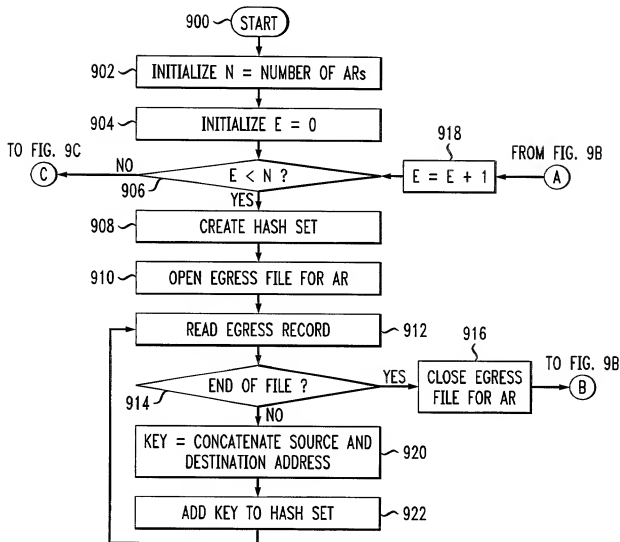 900
START
902
INITIALIZE N = NUMBER OF ARs
904
INITIALIZE E = 0
TO FIG. 9C
C
NO
906
E < N ?
918
E = E + 1
FROM FIG. 9B
A
YES
908
CREATE HASH SET
910
OPEN EGRESS FILE FOR AR
READ EGRESS RECORD
912
914
END OF FILE ?
YES
916
CLOSE EGRESS
FILE FOR AR
TO FIG. 9B
B
NO
KEY = CONCATENATE SOURCE AND
DESTINATION ADDRESS
920
ADD KEY TO HASH SET
922